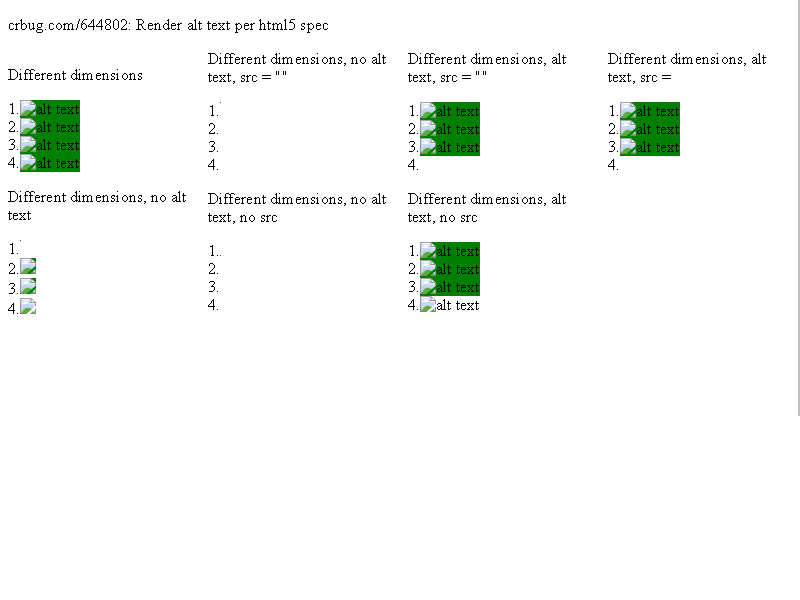 crbug.com/644802: Render alt text per html5 spec
Different dimensions
1. alt text
2. alt text
3. alt text
4. alt text
Different dimensions, no alt
text, src = ""
1.
2.
3.
4.
Different dimensions, alt
text, src = ""
1. alt text
2. alt text
3. alt text
4.
Different dimensions, alt
text, src =
1. alt text
2. alt text
3. alt text
4.
Different dimensions, no alt
text
1.
2.
3.
4.
Different dimensions, no alt
text, no src
1.
2.
3.
4.
Different dimensions, alt
text, no src
1. alt text
2. alt text
3. alt text
4. alt text